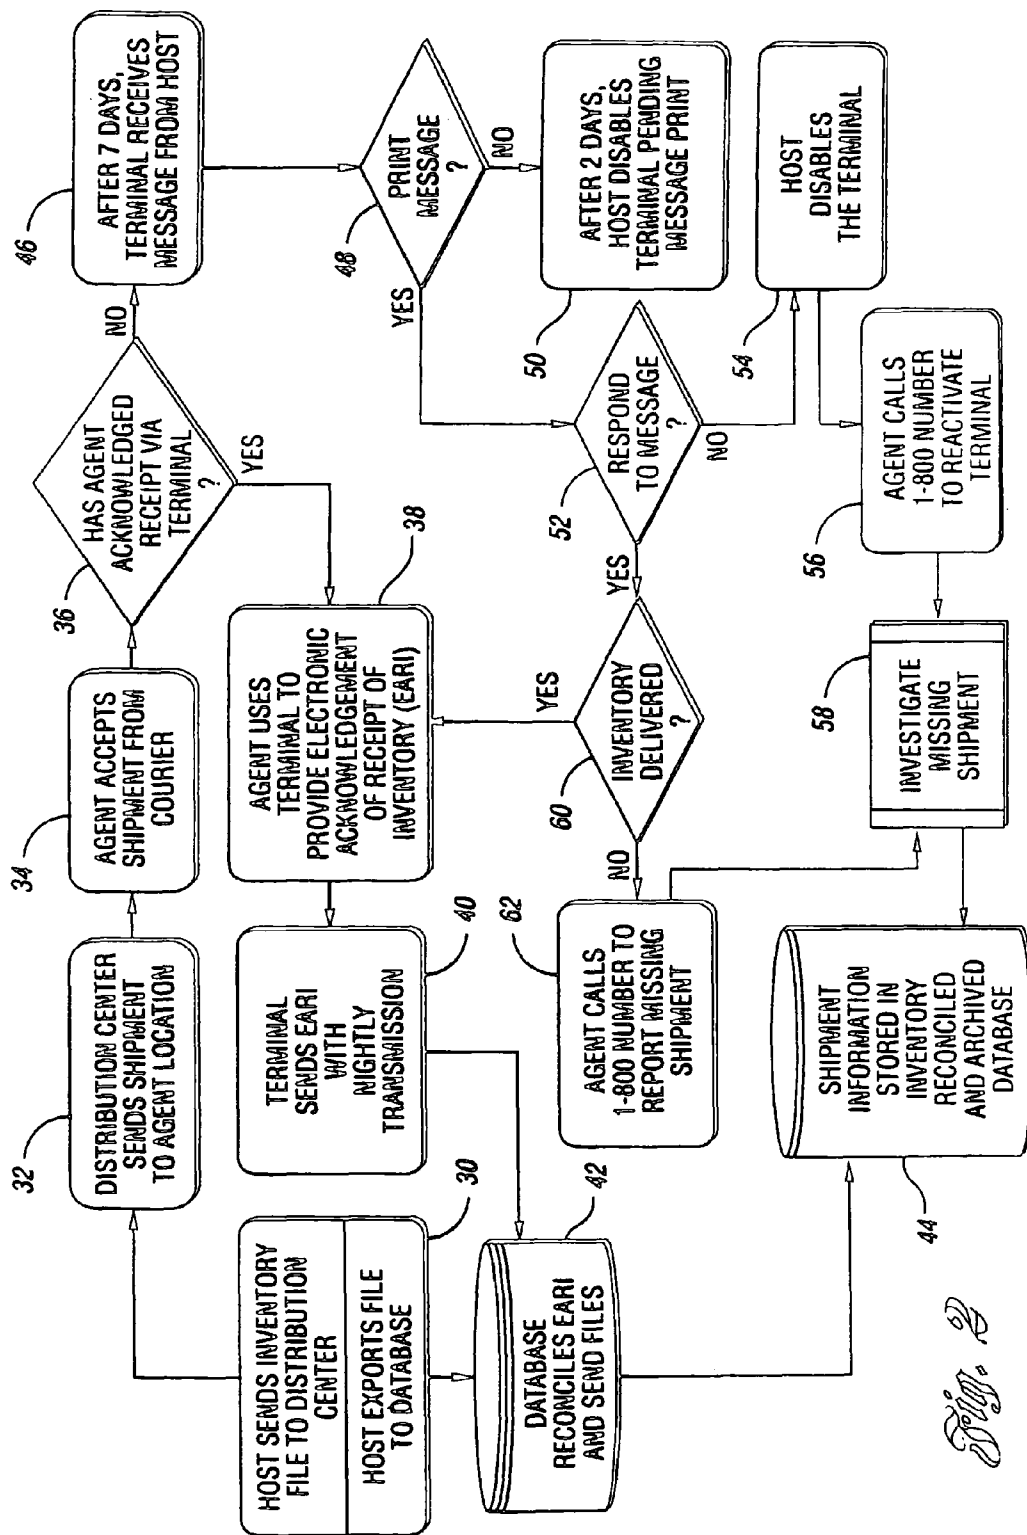 30
HOST SENDS INVENTORY
FILE TO DISTRIBUTION
CENTER
HOST EXPORTS FILE
TO DATABASE
32
DISTRIBUTION CENTER
SENDS SHIPMENT
TO AGENT LOCATION
34
AGENT ACCEPTS
SHIPMENT FROM
COURIER
36
HAS AGENT
ACKNOWLEDGED
RECEIPT VIA
TERMINAL
?
NO
YES
46
AFTER 7 DAYS,
TERMINAL RECEIVES
MESSAGE FROM HOST
38
AGENT USES
TERMINAL TO
PROVIDE ELECTRONIC
ACKNOWLEDGEMENT
OF RECEIPT OF
INVENTORY (EARI)
40
TERMINAL
SENDS EARI
WITH
NIGHTLY
TRANSMISSION
42
DATABASE
RECONCILES EARI
AND SEND FILES
48
PRINT
MESSAGE
?
YES
NO
50
AFTER 2 DAYS,
HOST DISABLES
TERMINAL PENDING
MESSAGE PRINT
52
RESPOND
TO MESSAGE
?
YES
NO
54
HOST
DISABLES
THE TERMINAL
60
INVENTORY
DELIVERED
?
YES
NO
62
AGENT CALLS
1-800 NUMBER TO
REPORT MISSING
SHIPMENT
56
AGENT CALLS
1-800 NUMBER
TO REACTIVATE
TERMINAL
58
INVESTIGATE
MISSING
SHIPMENT
44
SHIPMENT
INFORMATION
STORED IN
INVENTORY
RECONCILED
AND ARCHIVED
DATABASE
Fig. 2